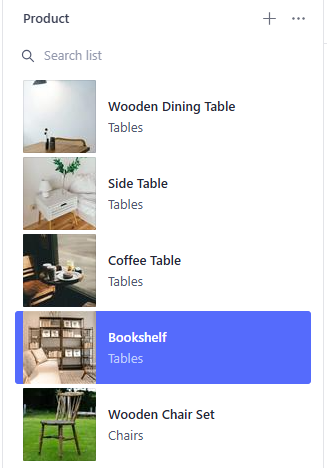 Product
Search list
Wooden Dining Table
Tables
Side Table
Tables
Coffee Table
Tables
Bookshelf
Tables
Wooden Chair Set
Chairs